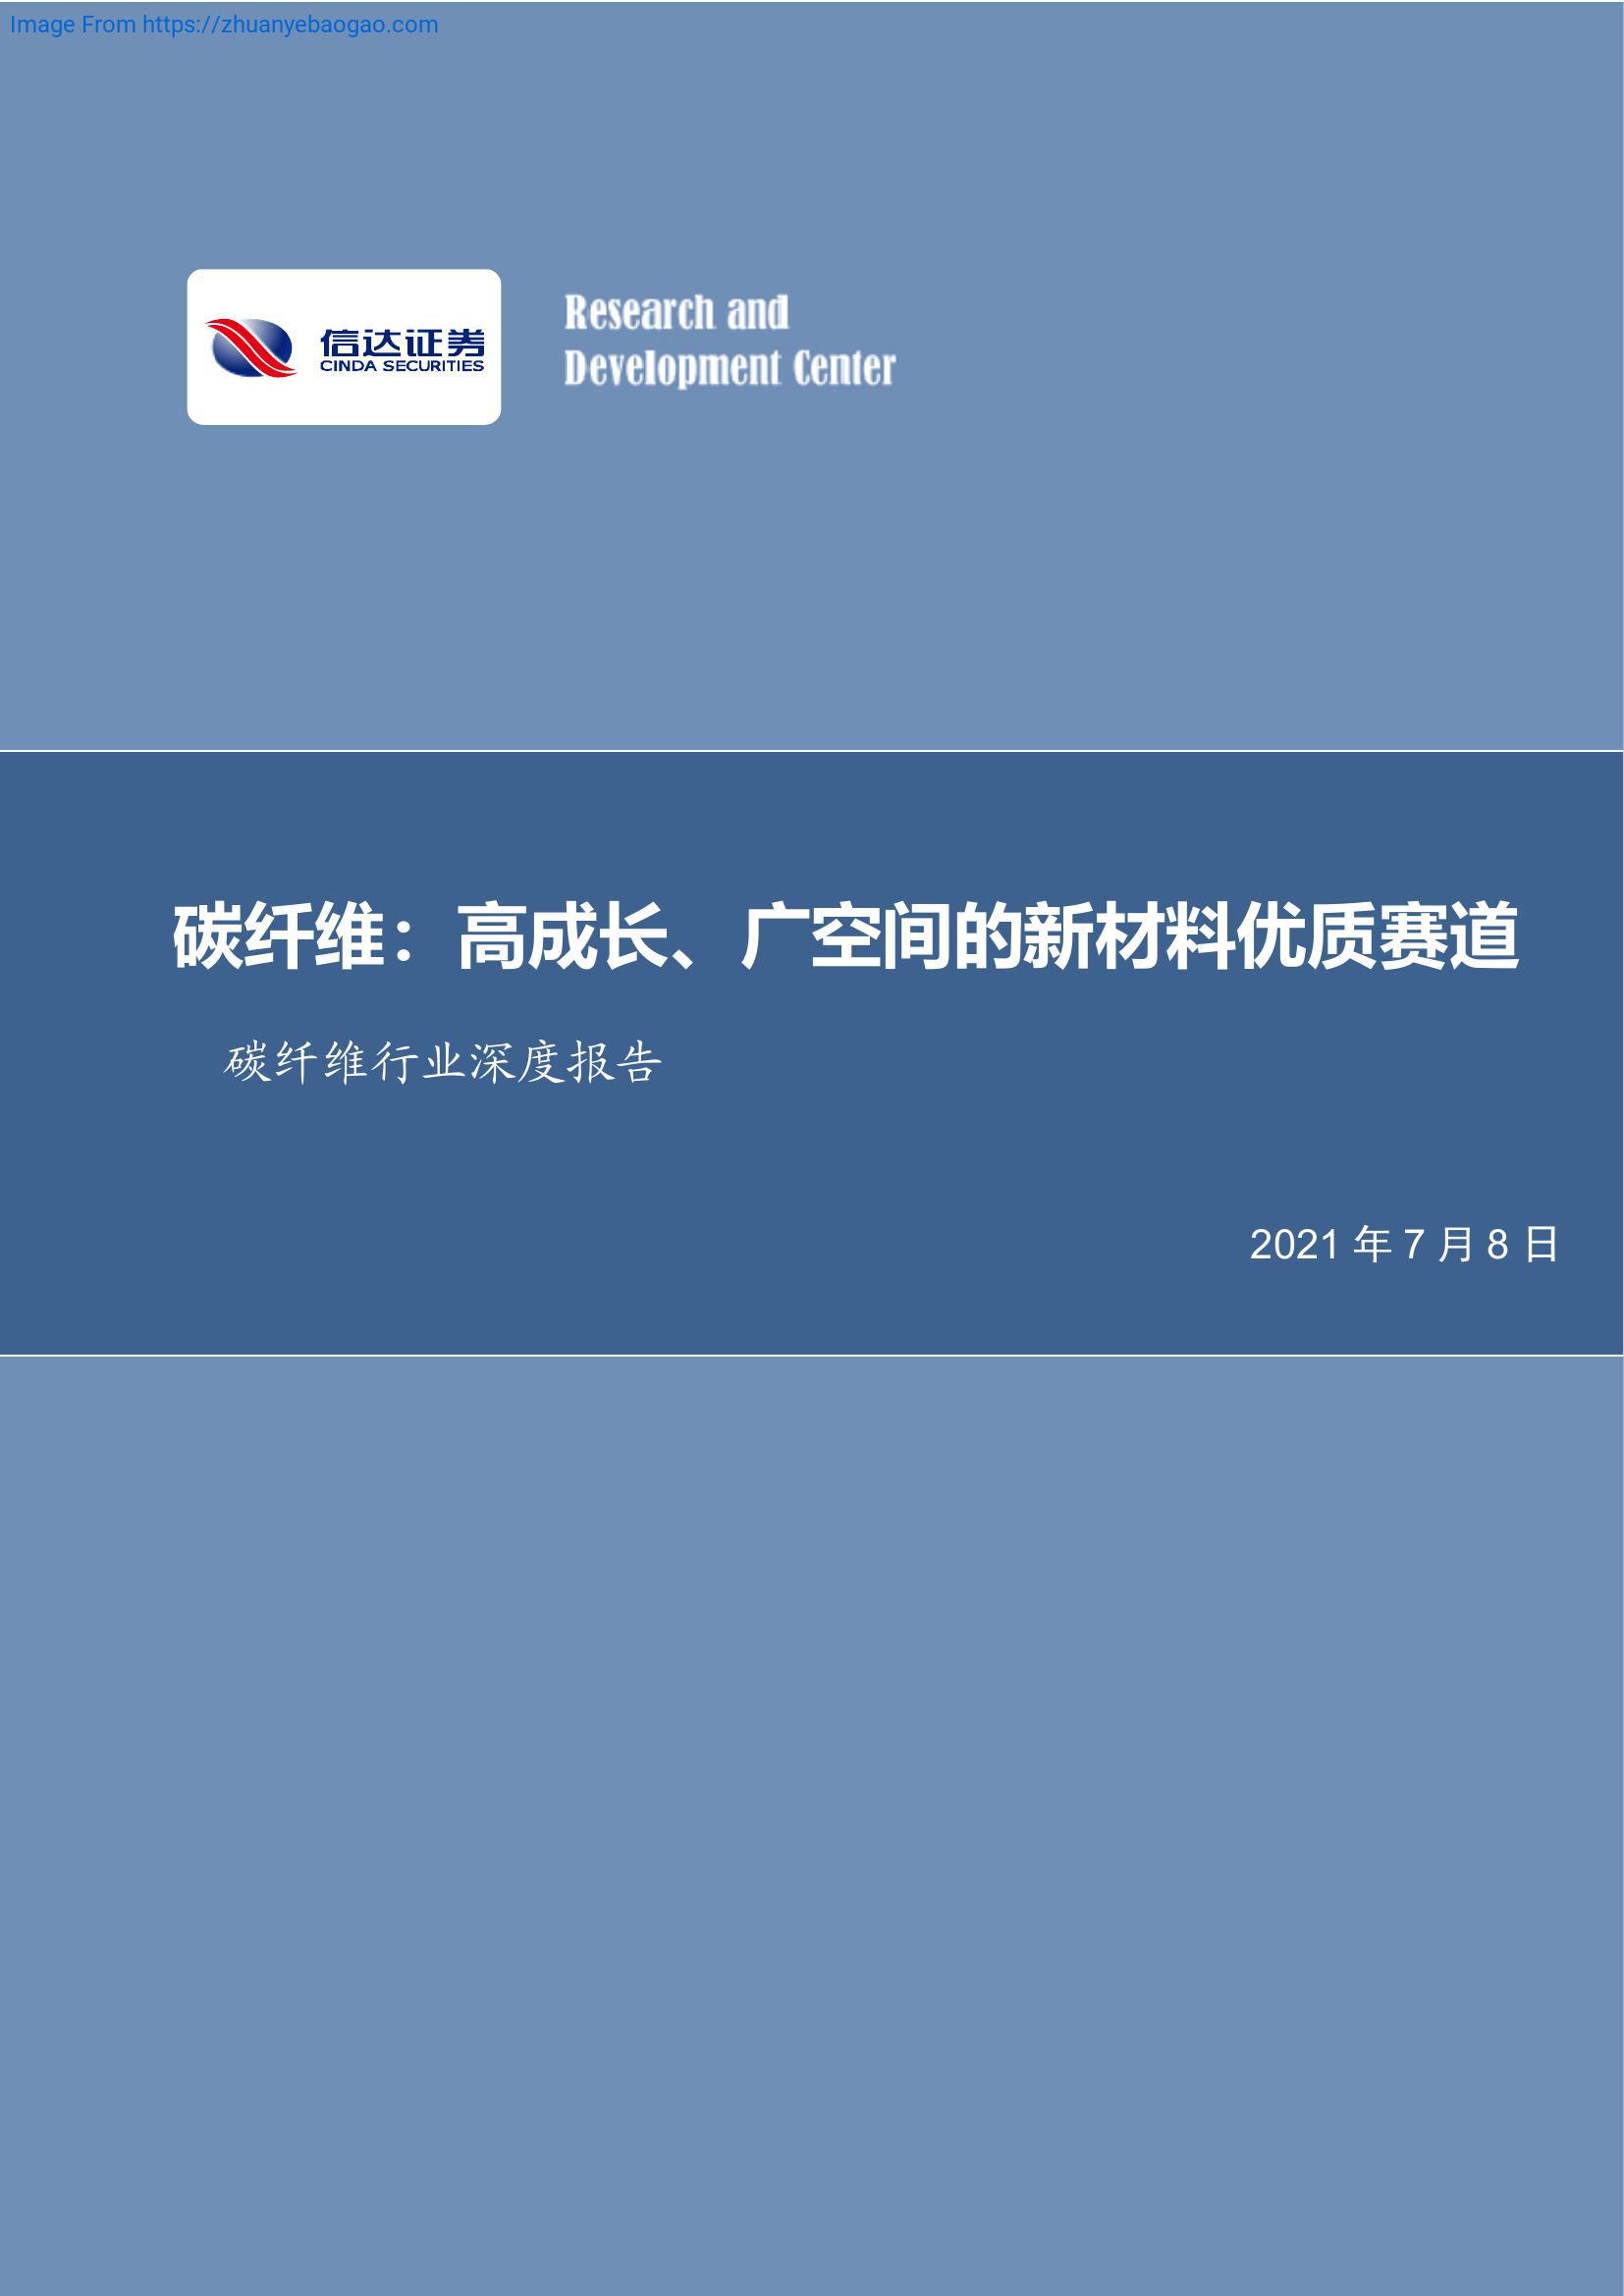 Image From https://zhuanyebaogao.com
信达证券
CINDA SECURITIES
Research and
Development Center
碳纤维：高成长、广空间的新材料优质赛道
碳纤维行业深度报告
2021 年 7 月 8 日